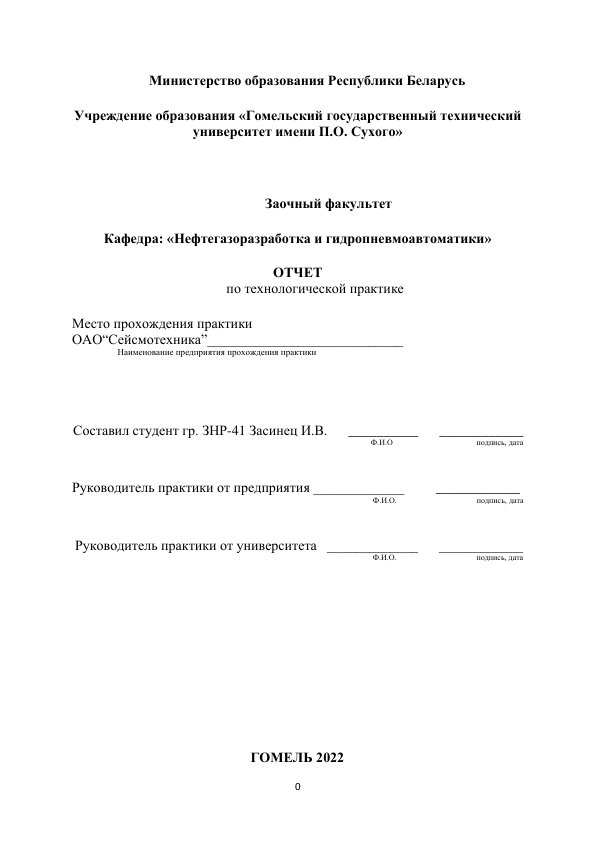 Министерство образования Республики Беларусь
Учреждение образования «Гомельский государственный технический
университет имени П.О. Сухого»
Заочный факультет
Кафедра: «Нефтегазоразработка и гидропневмоавтоматики»
ОТЧЕТ
по технологической практике
Место прохождения практики
ОАО“Сейсмотехника”____________________________
Наименование предприятия прохождения практики
Составил студент гр. ЗНР-41 Засинец И.В. __________ ____________
Ф.И.О подпись, дата
Руководитель практики от предприятия _____________ ____________
Ф.И.О. подпись, дата
Руководитель практики от университета _____________ ____________
Ф.И.О. подпись, дата
ГОМЕЛЬ 2022
0